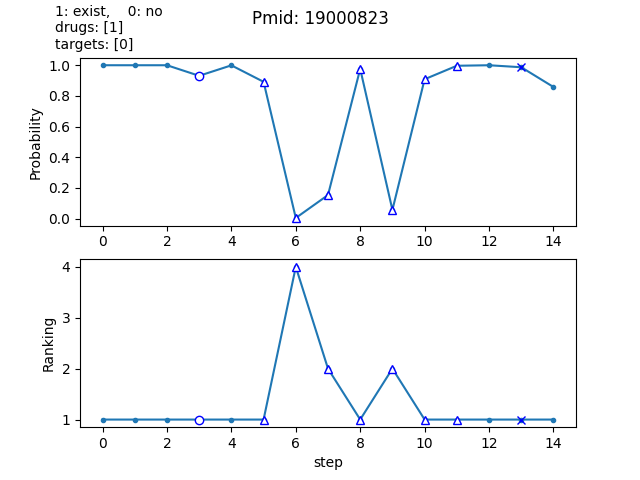 1: exist,    0: no
drugs: [1]
targets: [0]
Pmid: 19000823
Probability
1.0
0.8
0.6
0.4
0.2
0.0
0 2 4 6 8 10 12 14
Ranking
4
3
2
1
0 2 4 6 8 10 12 14
step